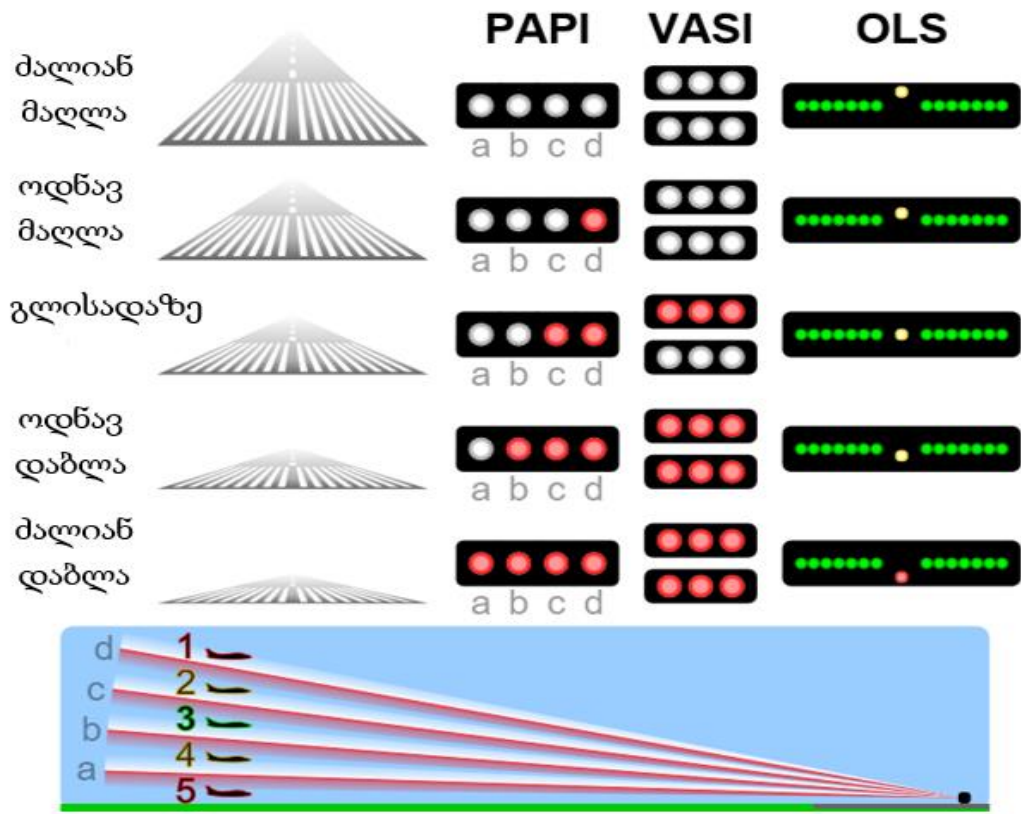 PAPI VASI OLS
ძალიან
მაღლა
a b c d
ოდნავ
მაღლა
a b c d
გლისადაზე
a b c d
ოდნავ
დაბლა
a b c d
ძალიან
დაბლა
a b c d
d 1
c 2
b 3
a 4
5